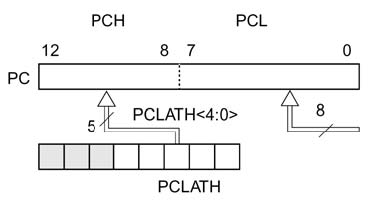 PCH PCL
12 8 7 0
PC
5 PCLATH<4:0> 8
PCLATH